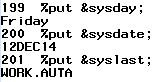 199  %put &sysday;
Friday
200  %put &sysdate;
12DEC14
201  %put &syslast;
WORK.AUTA